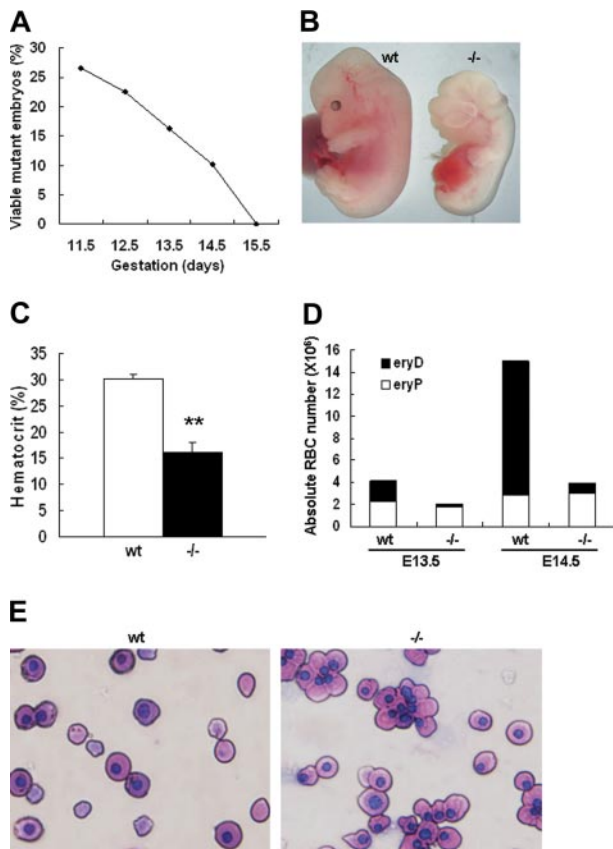 A
Viable mutant embryos (%)
30
25
20
15
10
5
0
11.5 12.5 13.5 14.5 15.5
Gestation (days)
B
wt -/-
C
Hematocrit (%)
35
30
25
20
15
10
5
0
**
wt -/-
D
Absolute RBC number (X10⁶)
16
14
12
10
8
6
4
2
0
eryD
eryP
wt -/- wt -/-
E13.5 E14.5
E
wt -/-